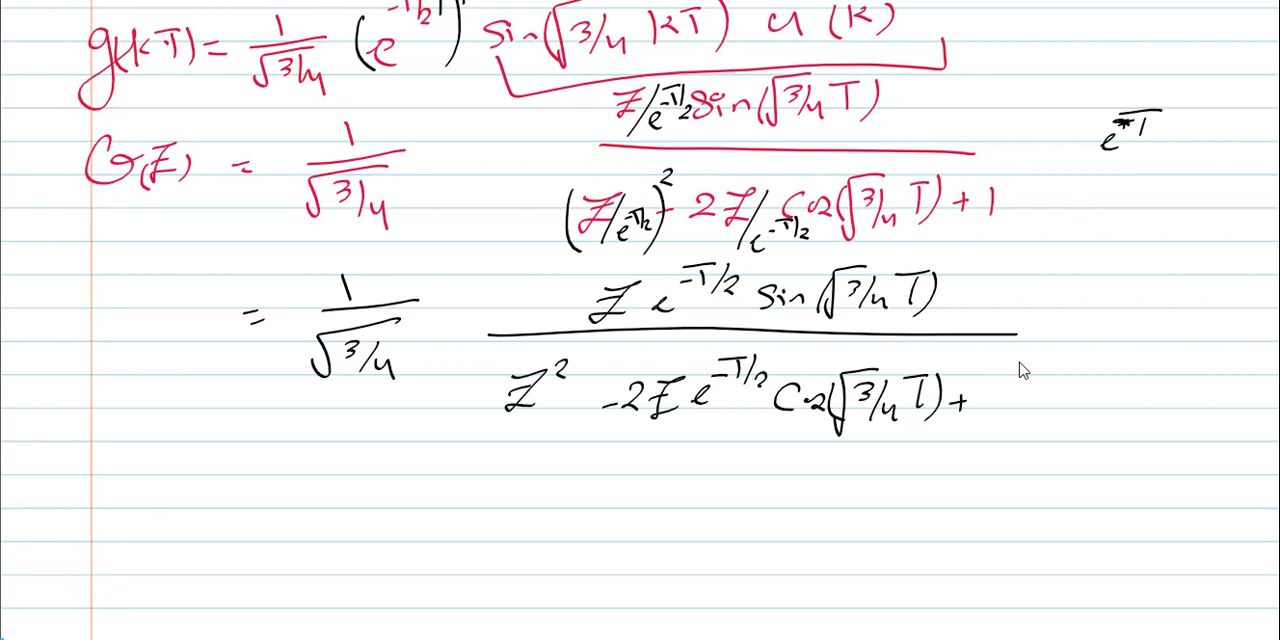 g(kT) = 1/√3/4 (e^-T/2)^k sin(√3/4 kT) u(k)
z/e^-T/2 sin(√3/4 T)
G(z) = 1/√3/4
(z/e^-T/2)^2 - 2z/e^-T/2 Cos(√3/4 T) + 1
e^-T
= 1/√3/4 z e^-T/2 sin(√3/4 T)
z^2 - 2z e^-T/2 Cos(√3/4 T) +